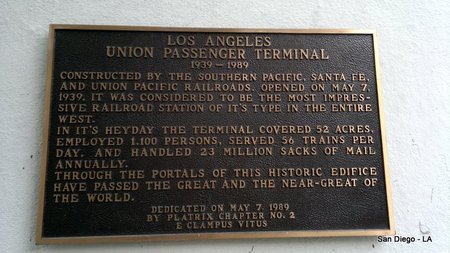 LOS ANGELES
UNION PASSENGER TERMINAL
1939 — 1989
CONSTRUCTED BY THE SOUTHERN PACIFIC, SANTA FE,
AND UNION PACIFIC RAILROADS. OPENED ON MAY 7,
1939. IT WAS CONSIDERED TO BE THE MOST IMPRES-
SIVE RAILROAD STATION OF IT'S TYPE IN THE ENTIRE
WEST.
IN IT'S HEYDAY THE TERMINAL COVERED 52 ACRES,
EMPLOYED 1,100 PERSONS, SERVED 56 TRAINS PER
DAY, AND HANDLED 23 MILLION SACKS OF MAIL
ANNUALLY.
THROUGH THE PORTALS OF THIS HISTORIC EDIFICE
HAVE PASSED THE GREAT AND THE NEAR-GREAT OF
THE WORLD.
DEDICATED ON MAY 7, 1989
BY PLATRIX CHAPTER NO. 2
E CLAMPUS VITUS
San Diego - LA